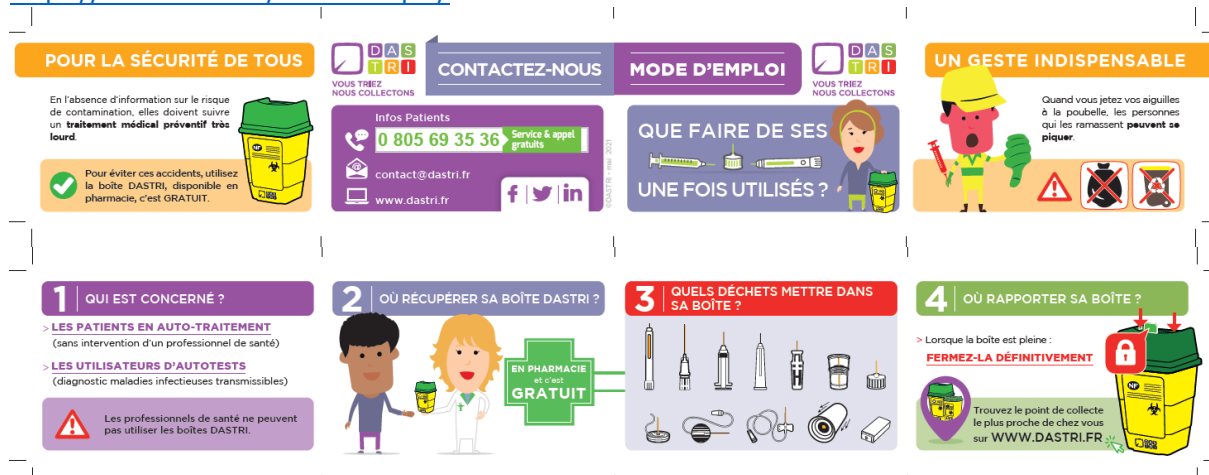 POUR LA SÉCURITÉ DE TOUS
En l'absence d'information sur le risque
de contamination, elles doivent suivre
un traitement médical préventif très
lourd.
NF
Pour éviter ces accidents, utilisez
la boîte DASTRI, disponible en
pharmacie, c'est GRATUIT.
DAS
TRI
VOUS TRIEZ
NOUS COLLECTONS
CONTACTEZ-NOUS
Infos Patients
0 805 69 35 36 Service & appel
gratuits
contact@dastri.fr
www.dastri.fr
f in
©DASTRI - mai 2021
MODE D'EMPLOI
DAS
TRI
VOUS TRIEZ
NOUS COLLECTONS
QUE FAIRE DE SES
UNE FOIS UTILISÉS ?
UN GESTE INDISPENSABLE
Quand vous jetez vos aiguilles
à la poubelle, les personnes
qui les ramassent peuvent se
piquer.
1 QUI EST CONCERNÉ ?
> LES PATIENTS EN AUTO-TRAITEMENT
(sans intervention d'un professionnel de santé)
> LES UTILISATEURS D'AUTOTESTS
(diagnostic maladies infectieuses transmissibles)
Les professionnels de santé ne peuvent
pas utiliser les boîtes DASTRI.
2 OÙ RÉCUPÉRER SA BOÎTE DASTRI ?
EN PHARMACIE
et c'est
GRATUIT
3 QUELS DÉCHETS METTRE DANS
SA BOÎTE ?
4 OÙ RAPPORTER SA BOÎTE ?
> Lorsque la boîte est pleine :
FERMEZ-LA DÉFINITIVEMENT
NF
Trouvez le point de collecte
le plus proche de chez vous
sur WWW.DASTRI.FR